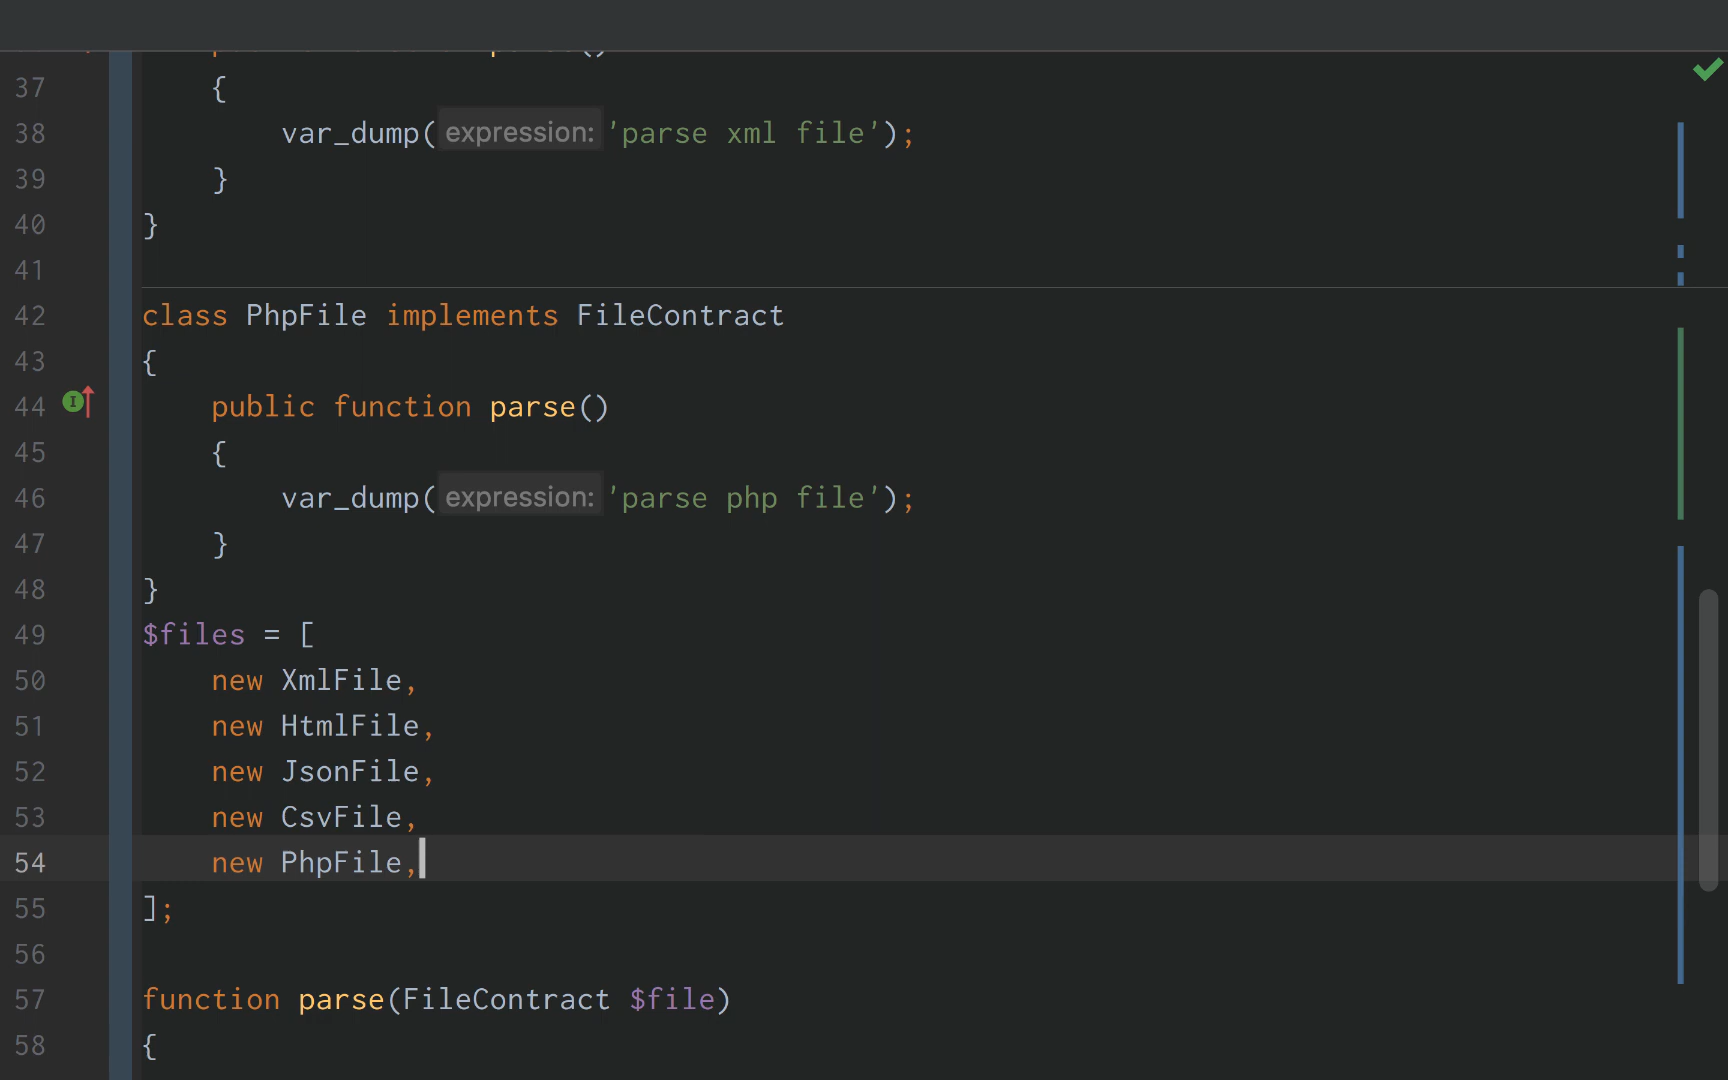 37 {
38 var_dump( expression: 'parse xml file');
39 }
40 }
41
42 class PhpFile implements FileContract
43 {
44 public function parse()
45 {
46 var_dump( expression: 'parse php file');
47 }
48 }
49 $files = [
50 new XmlFile,
51 new HtmlFile,
52 new JsonFile,
53 new CsvFile,
54 new PhpFile,
55 ];
56
57 function parse(FileContract $file)
58 {